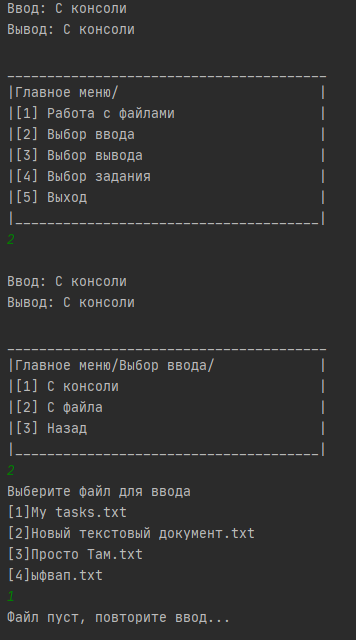 Ввод: С консоли
Вывод: С консоли
________________________________________
|Главное меню/                         |
|[1] Работа с файлами                  |
|[2] Выбор ввода                       |
|[3] Выбор вывода                      |
|[4] Выбор задания                     |
|[5] Выход                             |
|______________________________________|
2
Ввод: С консоли
Вывод: С консоли
________________________________________
|Главное меню/Выбор ввода/             |
|[1] С консоли                         |
|[2] С файла                           |
|[3] Назад                             |
|______________________________________|
2
Выберите файл для ввода
[1]My tasks.txt
[2]Новый текстовый документ.txt
[3]Просто Там.txt
[4]ыфвап.txt
1
Файл пуст, повторите ввод...